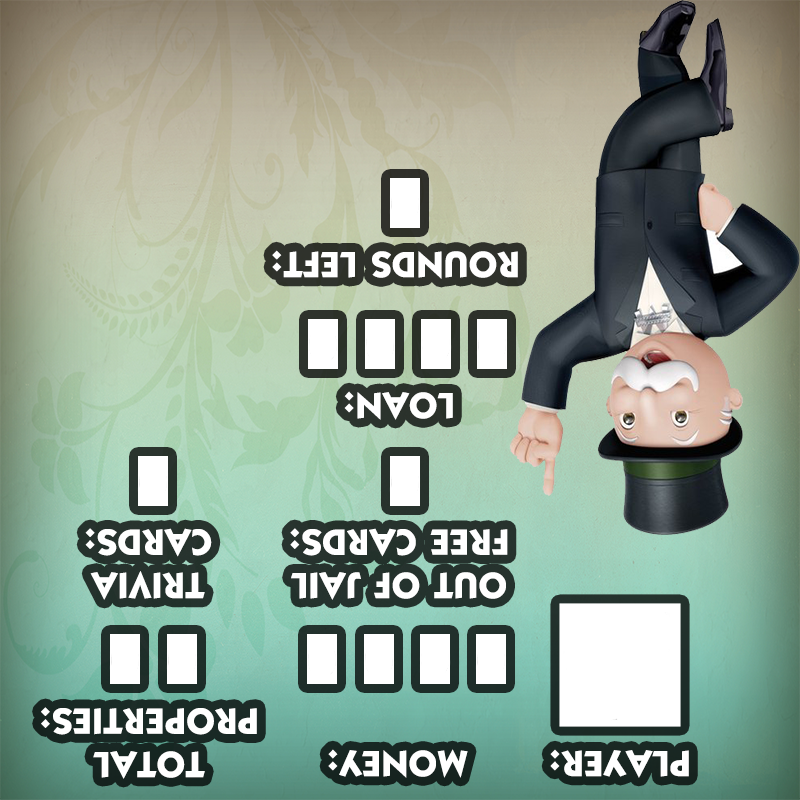 PLAYER:
MONEY:
TOTAL
PROPERTIES:
OUT OF JAIL
FREE CARDS:
TRIVIA
CARDS:
LOAN:
ROUNDS LEFT: